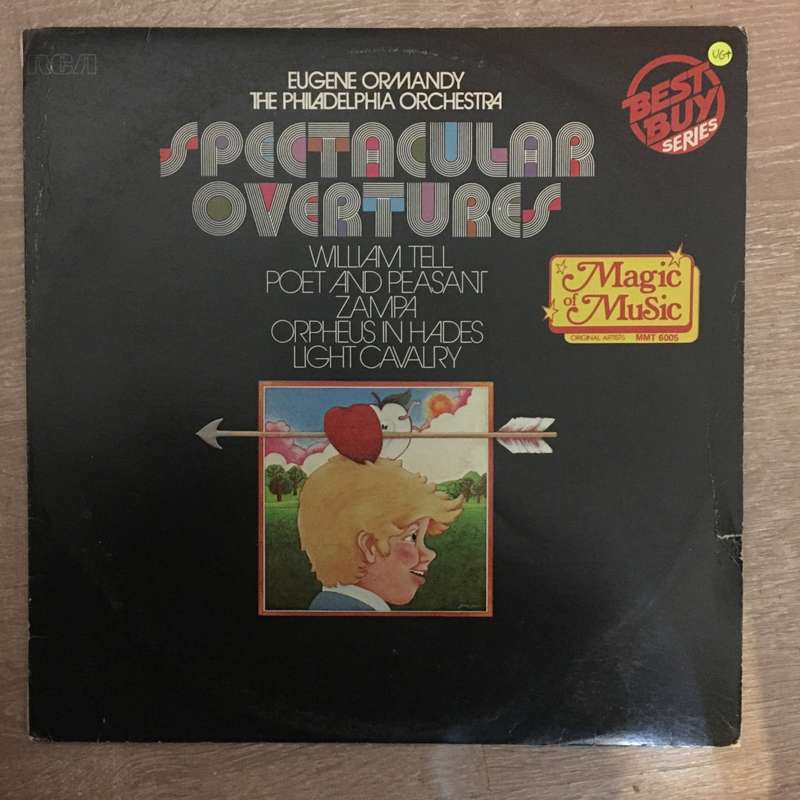 RCA
EUGENE ORMANDY
THE PHILADELPHIA ORCHESTRA
SPECTACULAR
OVERTURES
WILLIAM TELL
POET AND PEASANT
ZAMPA
ORPHEUS IN HADES
LIGHT CAVALRY
VG+
BEST
BUY
SERIES
Magic
of
Music
ORIGINAL ARTISTS MMT 6005